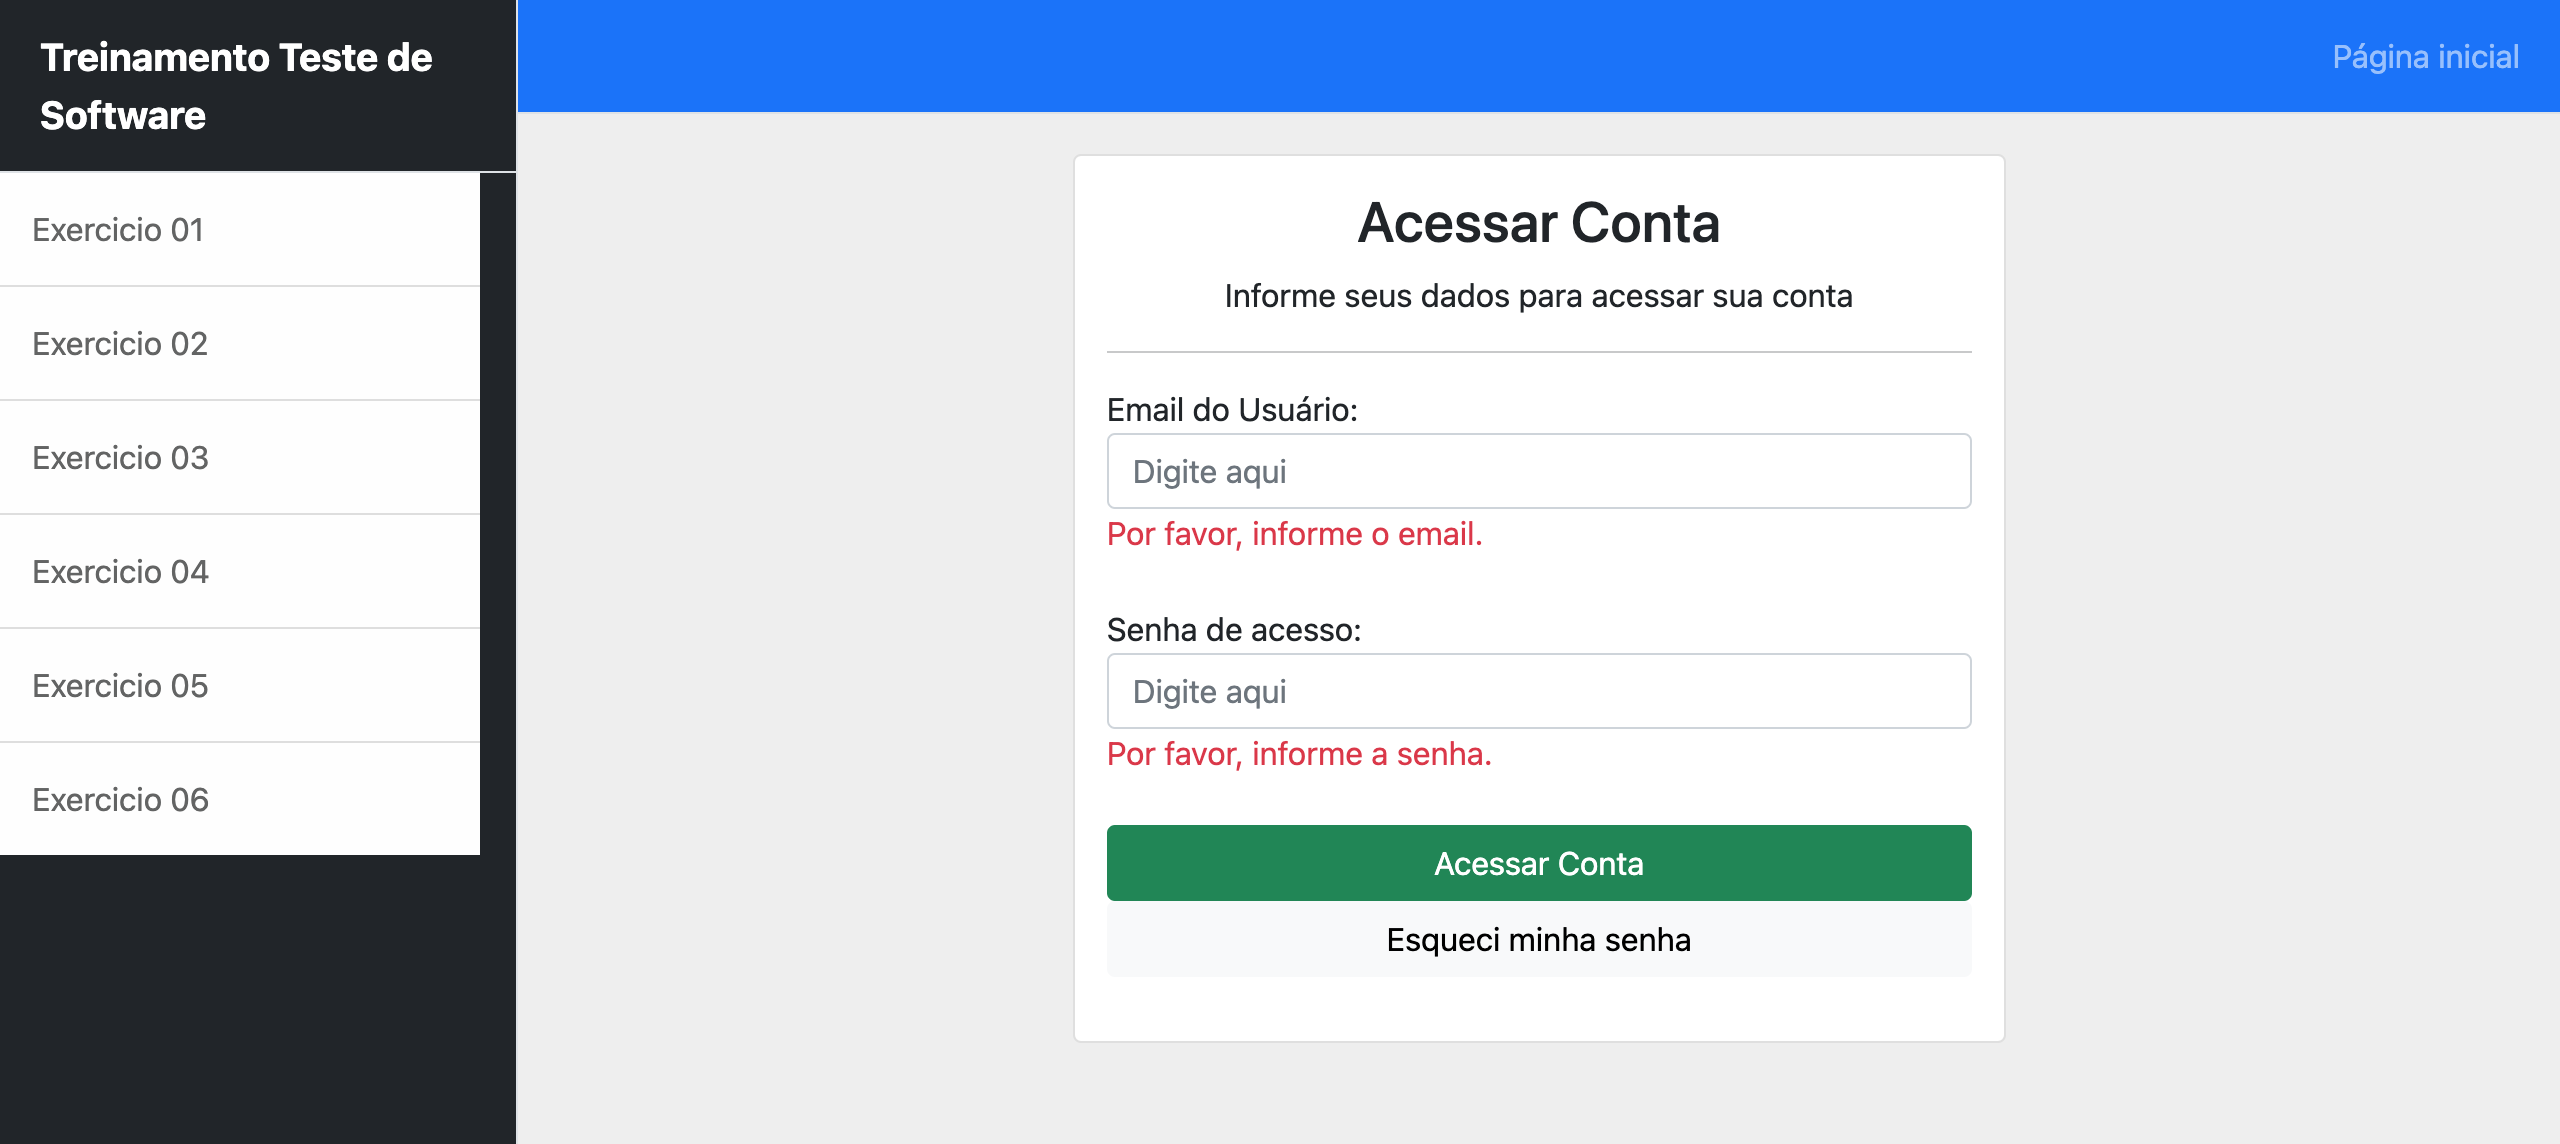 Treinamento Teste de
Software
Página inicial
Exercicio 01
Exercicio 02
Exercicio 03
Exercicio 04
Exercicio 05
Exercicio 06
Acessar Conta
Informe seus dados para acessar sua conta
Email do Usuário:
Digite aqui
Por favor, informe o email.
Senha de acesso:
Digite aqui
Por favor, informe a senha.
Acessar Conta
Esqueci minha senha